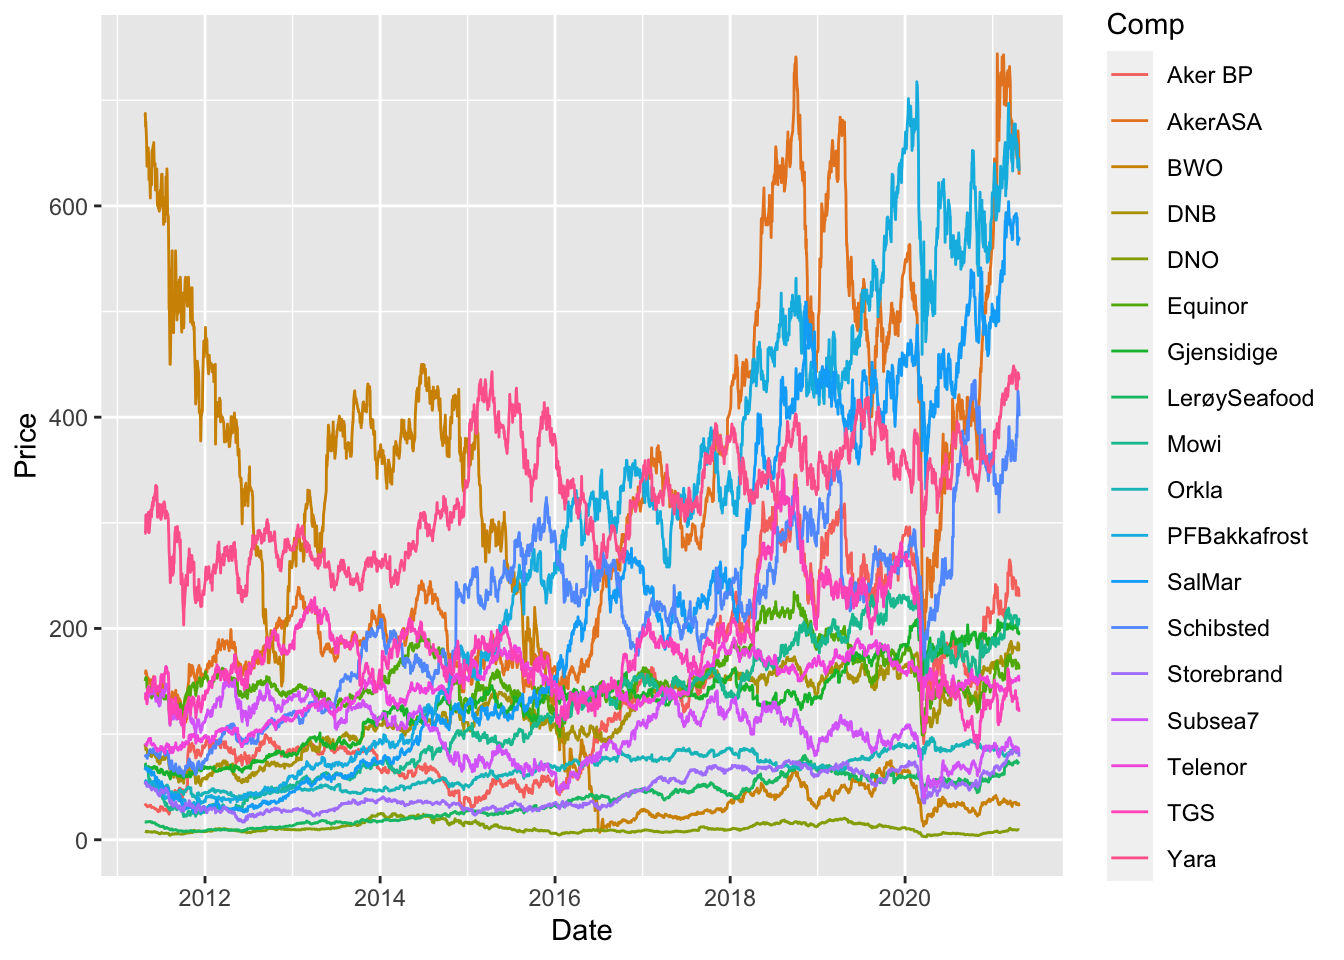 Comp
Aker BP
AkerASA
BWO
DNB
DNO
Equinor
Gjensidige
LerøySeafood
Mowi
Orkla
PFBakkafrost
SalMar
Schibsted
Storebrand
Subsea7
Telenor
TGS
Yara
Price
600
400
200
0
2012 2014 2016 2018 2020
Date